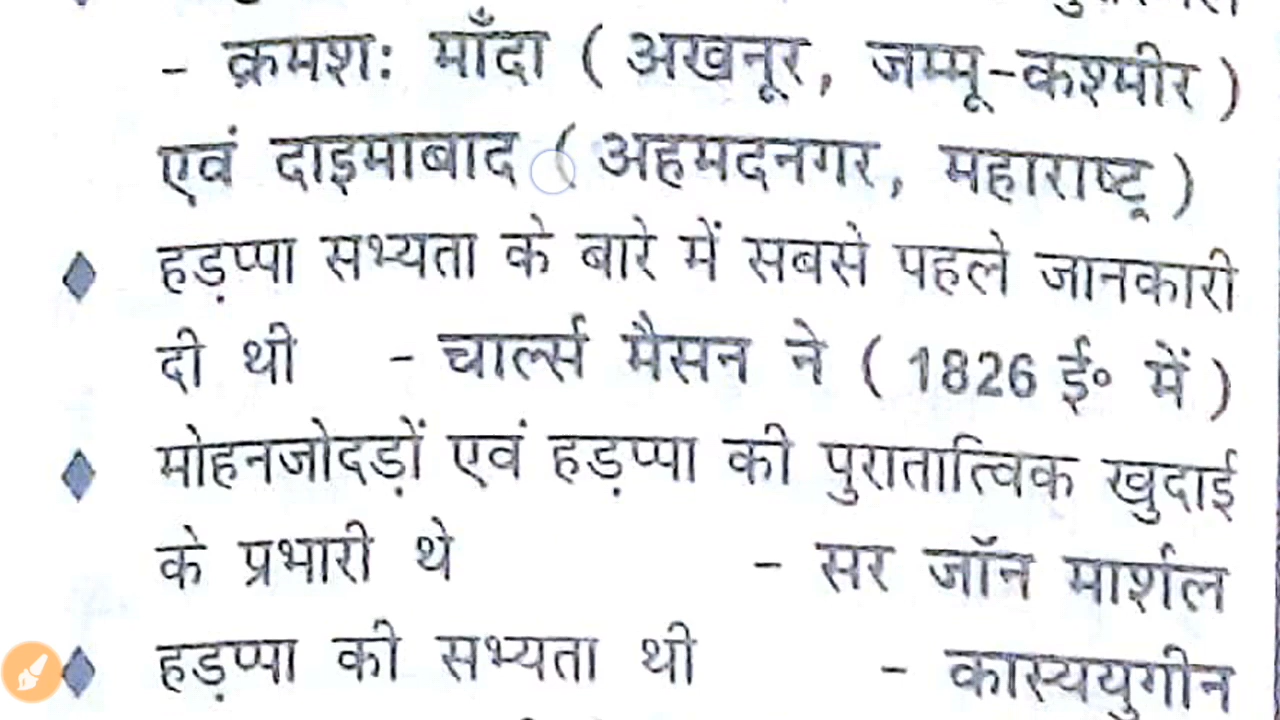 - क्रमशः माँदा ( अखनूर, जम्मू-कश्मीर )
एवं दाइमाबाद ( अहमदनगर, महाराष्ट्र )
हड़प्पा सभ्यता के बारे में सबसे पहले जानकारी
दी थी - चार्ल्स मैसन ने ( 1826 ई० में )
मोहनजोदड़ों एवं हड़प्पा की पुरातात्विक खुदाई
के प्रभारी थे - सर जॉन मार्शल
हड़प्पा की सभ्यता थी - कास्ययुगीन